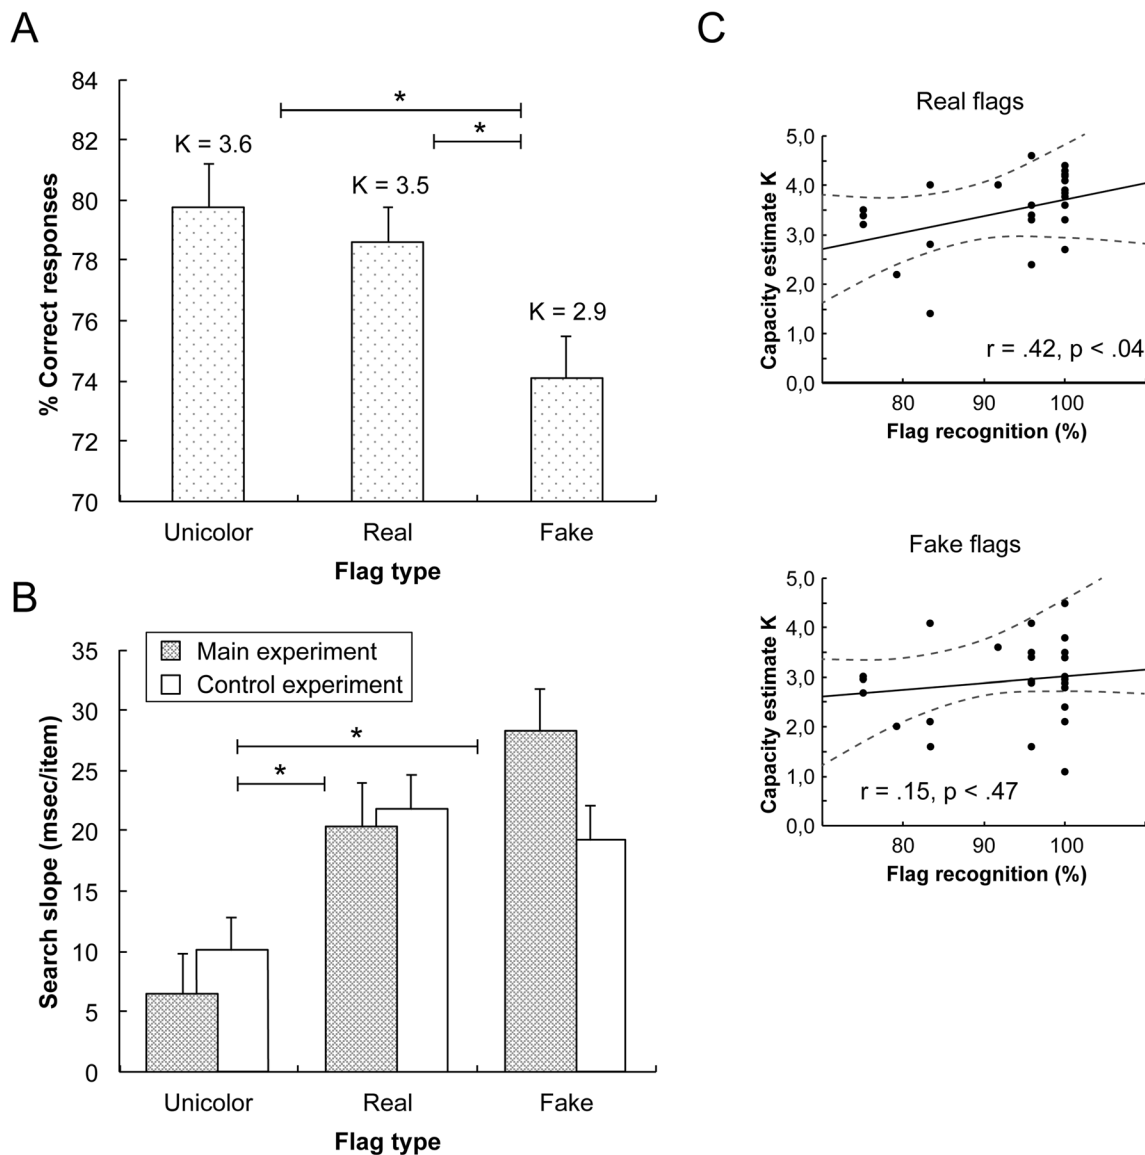 A
84
82
80
78
76
74
72
70
% Correct responses
K = 3.6
K = 3.5
K = 2.9
*
*
Unicolor
Real
Fake
Flag type
B
35
30
25
20
15
10
5
0
Search slope (msec/item)
Main experiment
Control experiment
*
*
Unicolor
Real
Fake
Flag type
C
Real flags
5,0
4,0
3,0
2,0
1,0
0,0
Capacity estimate K
r = .42, p < .04
80
90
100
Flag recognition (%)
Fake flags
5,0
4,0
3,0
2,0
1,0
0,0
Capacity estimate K
r = .15, p < .47
80
90
100
Flag recognition (%)